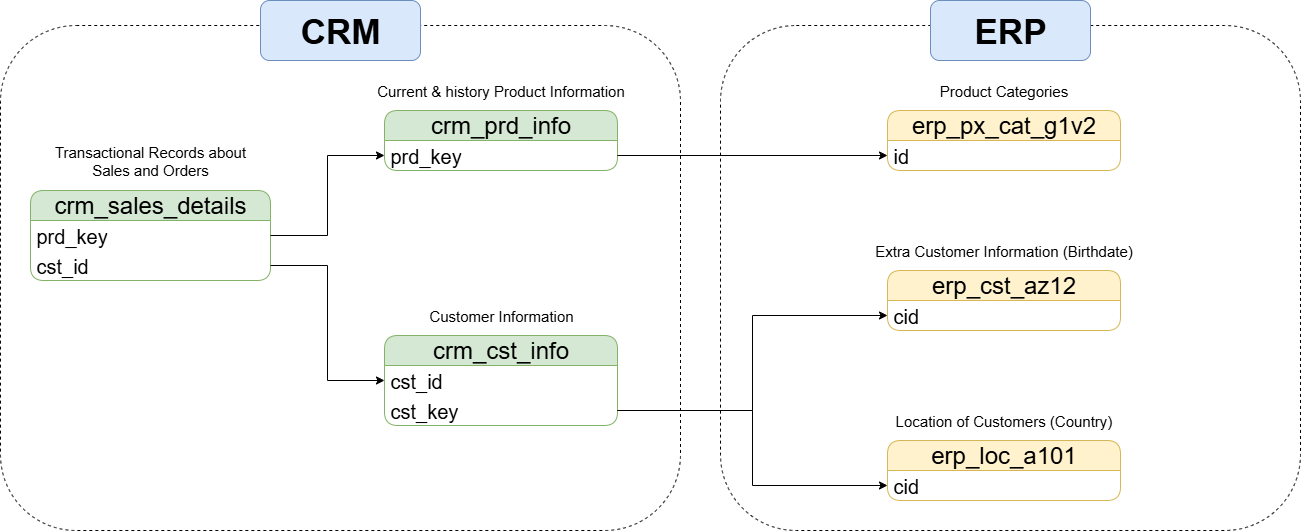 CRM
ERP
Current & history Product Information
crm_prd_info
prd_key
Product Categories
erp_px_cat_g1v2
id
Transactional Records about
Sales and Orders
crm_sales_details
prd_key
cst_id
Extra Customer Information (Birthdate)
erp_cst_az12
cid
Customer Information
crm_cst_info
cst_id
cst_key
Location of Customers (Country)
erp_loc_a101
cid